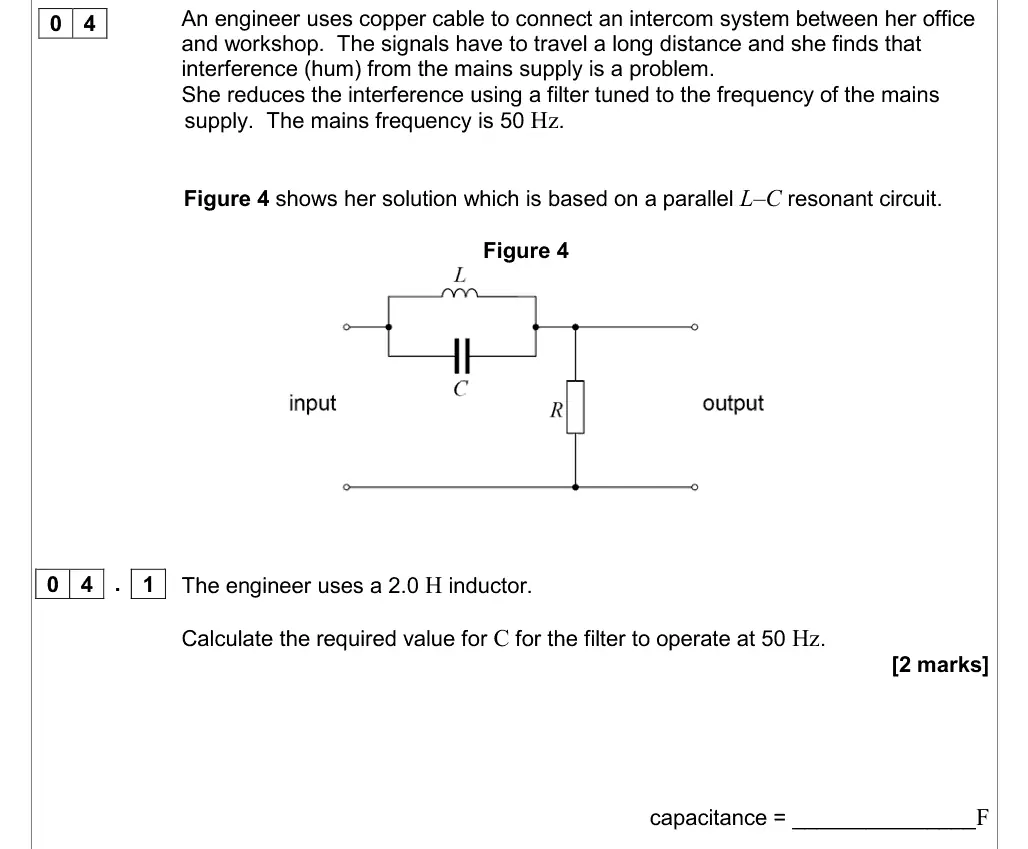 0 4
An engineer uses copper cable to connect an intercom system between her office
and workshop. The signals have to travel a long distance and she finds that
interference (hum) from the mains supply is a problem.
She reduces the interference using a filter tuned to the frequency of the mains
supply. The mains frequency is 50 Hz.
Figure 4 shows her solution which is based on a parallel L–C resonant circuit.
Figure 4
L
C
input
R
output
0 4 . 1 The engineer uses a 2.0 H inductor.
Calculate the required value for C for the filter to operate at 50 Hz.
[2 marks]
capacitance = _______________F